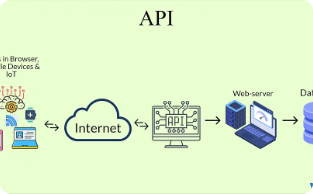 API
s in Browser,
le Devices &
IoT
Internet
API
Web-server
Dat